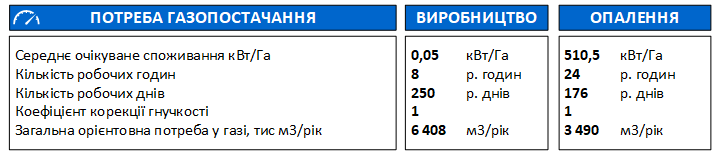 ПОТРЕБА ГАЗОПОСТАЧАННЯ ВИРОБНИЦТВО ОПАЛЕННЯ
Середнє очікуване споживання кВт/Га 0,05 кВт/Га 510,5 кВт/Га
Кількість робочих годин 8 р. годин 24 р. годин
Кількість робочих днів 250 р. днів 176 р. днів
Коефіцієнт корекції гнучкості 1 1
Загальна орієнтовна потреба у газі, тис м3/рік 6 408 м3/рік 3 490 м3/рік